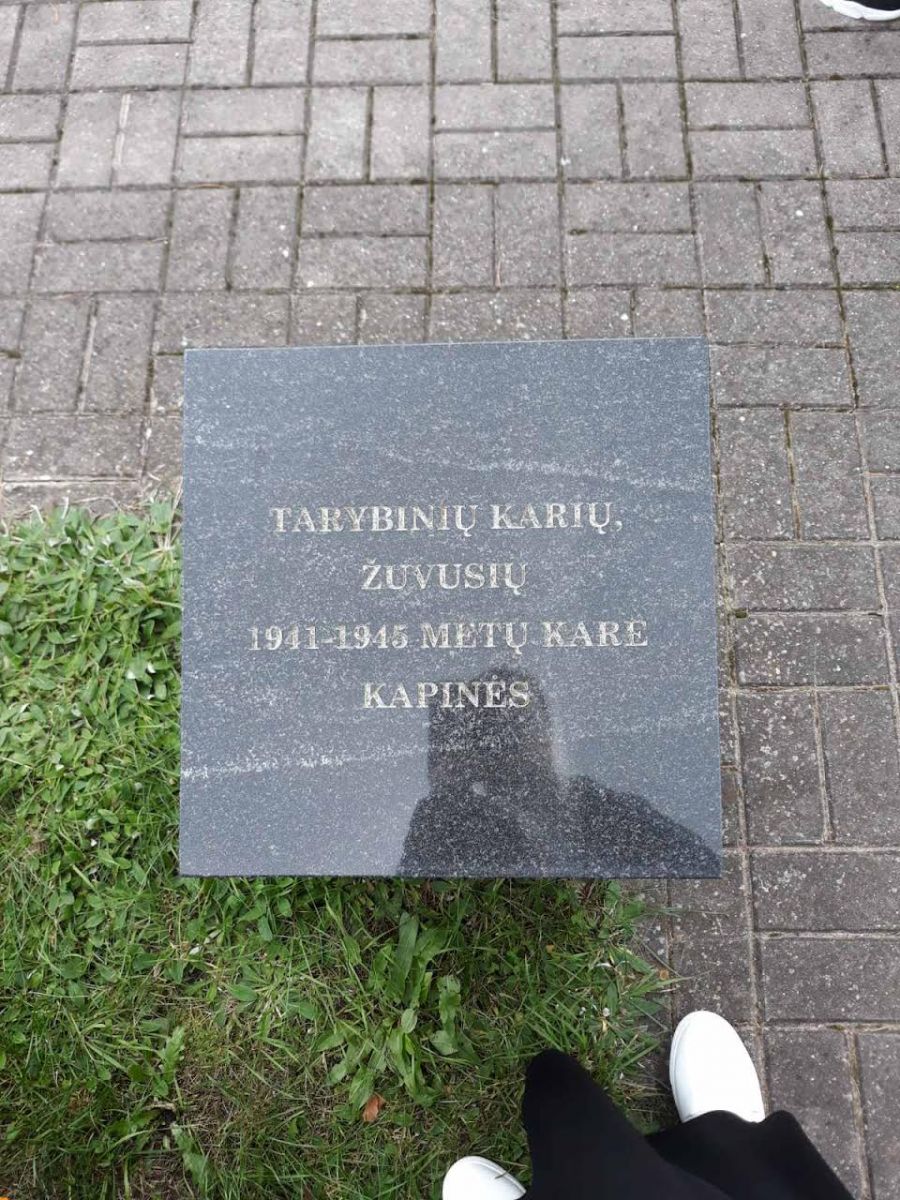 TARYBINIŲ KARIŲ,
ŽUVUSIŲ
1941-1945 METŲ KARE
KAPINĖS